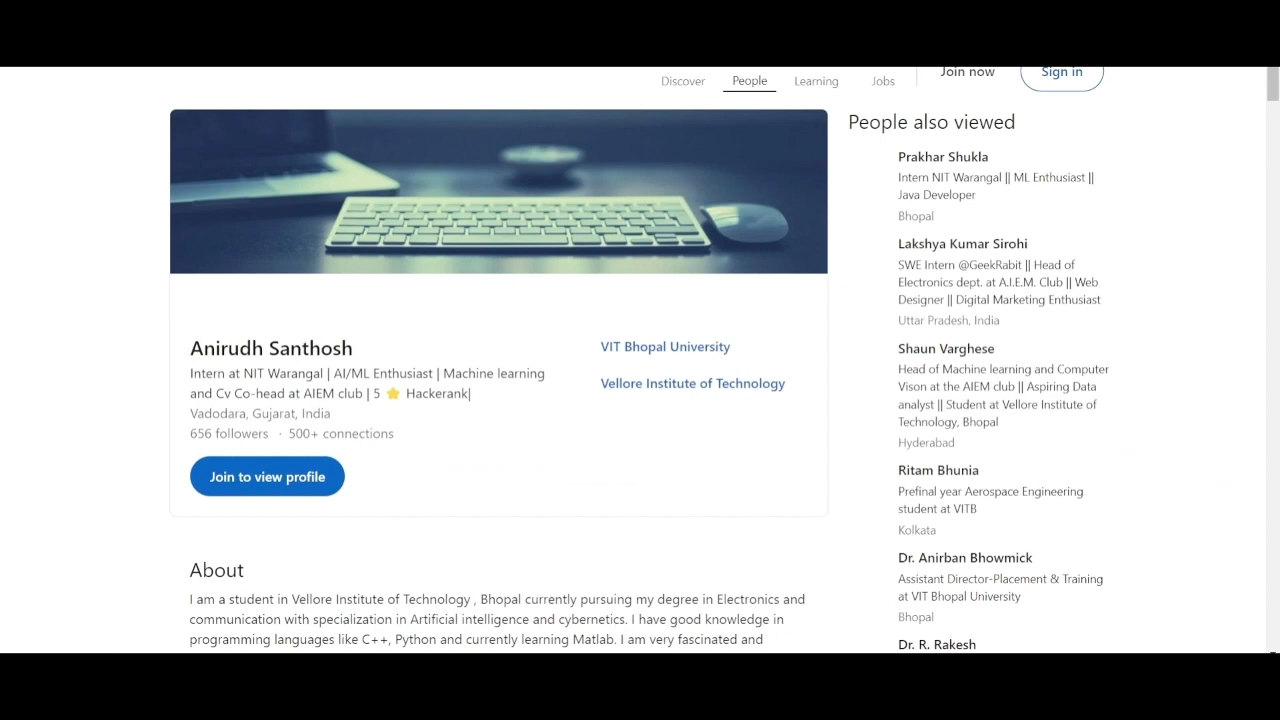 Discover People Learning Jobs Join now Sign in
Anirudh Santhosh
Intern at NIT Warangal | AI/ML Enthusiast | Machine learning
and Cv Co-head at AIEM club | 5 ⭐ Hackerank|
Vadodara, Gujarat, India
656 followers · 500+ connections
Join to view profile
VIT Bhopal University
Vellore Institute of Technology
About
I am a student in Vellore Institute of Technology , Bhopal currently pursuing my degree in Electronics and
communication with specialization in Artificial intelligence and cybernetics. I have good knowledge in
programming languages like C++, Python and currently learning Matlab. I am very fascinated and
People also viewed
Prakhar Shukla
Intern NIT Warangal || ML Enthusiast ||
Java Developer
Bhopal
Lakshya Kumar Sirohi
SWE Intern @GeekRabit || Head of
Electronics dept. at A.I.E.M. Club || Web
Designer || Digital Marketing Enthusiast
Uttar Pradesh, India
Shaun Varghese
Head of Machine learning and Computer
Vison at the AIEM club || Aspiring Data
analyst || Student at Vellore Institute of
Technology, Bhopal
Hyderabad
Ritam Bhunia
Prefinal year Aerospace Engineering
student at VITB
Kolkata
Dr. Anirban Bhowmick
Assistant Director-Placement & Training
at VIT Bhopal University
Bhopal
Dr. R. Rakesh